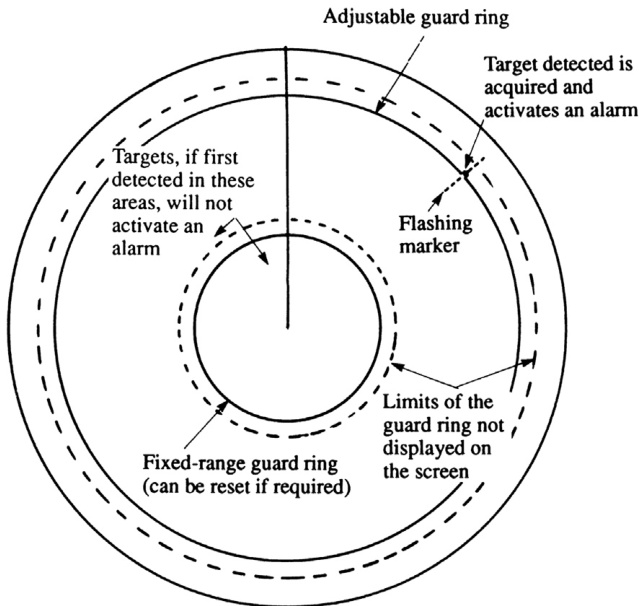 Adjustable guard ring
Target detected is
acquired and
activates an alarm
Targets, if first
detected in these
areas, will not
activate an
alarm
Flashing
marker
Limits of the
guard ring not
displayed on
the screen
Fixed-range guard ring
(can be reset if required)